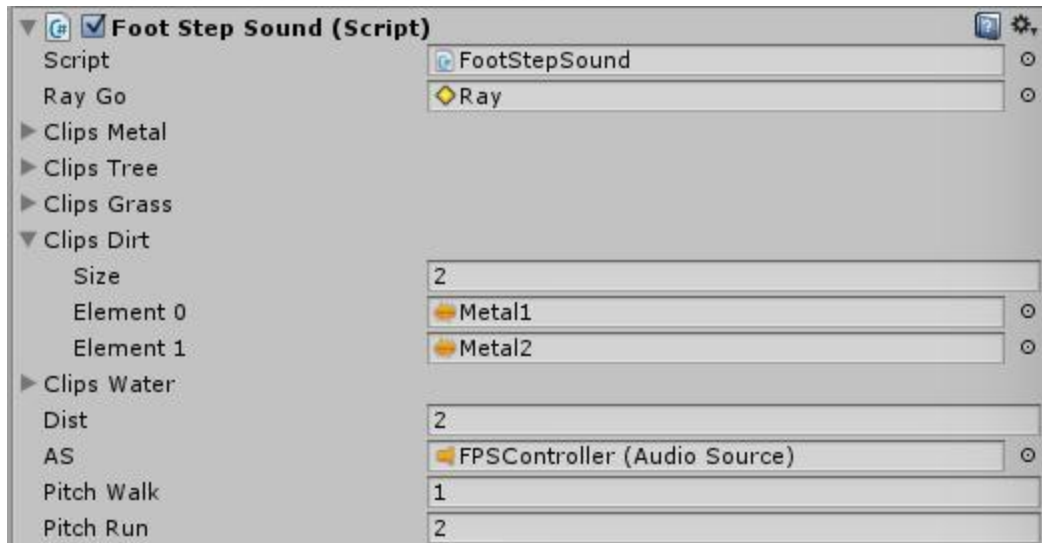 Foot Step Sound (Script)
Script FootStepSound
Ray Go Ray
Clips Metal
Clips Tree
Clips Grass
Clips Dirt
Size 2
Element 0 Metal1
Element 1 Metal2
Clips Water
Dist 2
AS FPSController (Audio Source)
Pitch Walk 1
Pitch Run 2